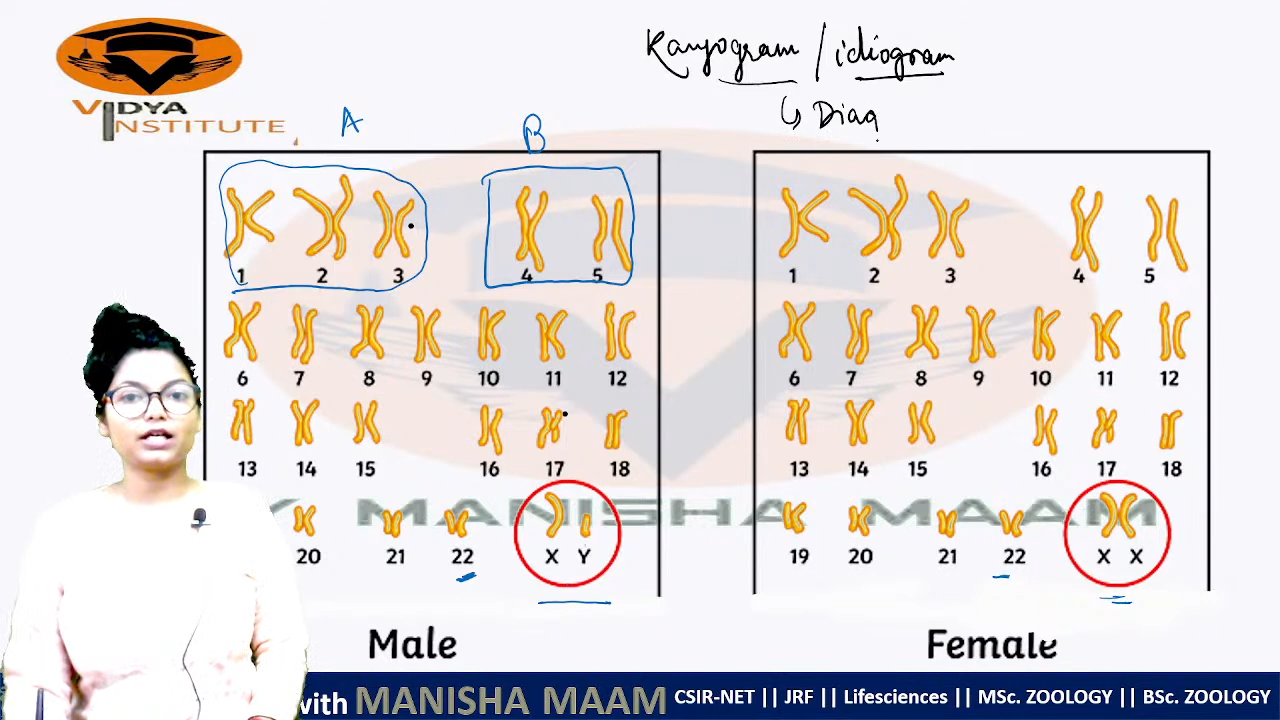 Karyogram / idiogram
↳ Diag
VIDYA
INSTITUTE
A
B
1 2 3 4 5
6 7 8 9 10 11 12
13 14 15 16 17 18
20 21 22 X Y
Male
1 2 3 4 5
6 7 8 9 10 11 12
13 14 15 16 17 18
19 20 21 22 X X
Female
BY MANISHA MAAM
with MANISHA MAAM CSIR-NET || JRF || Lifesciences || MSc. ZOOLOGY || BSc. ZOOLOGY